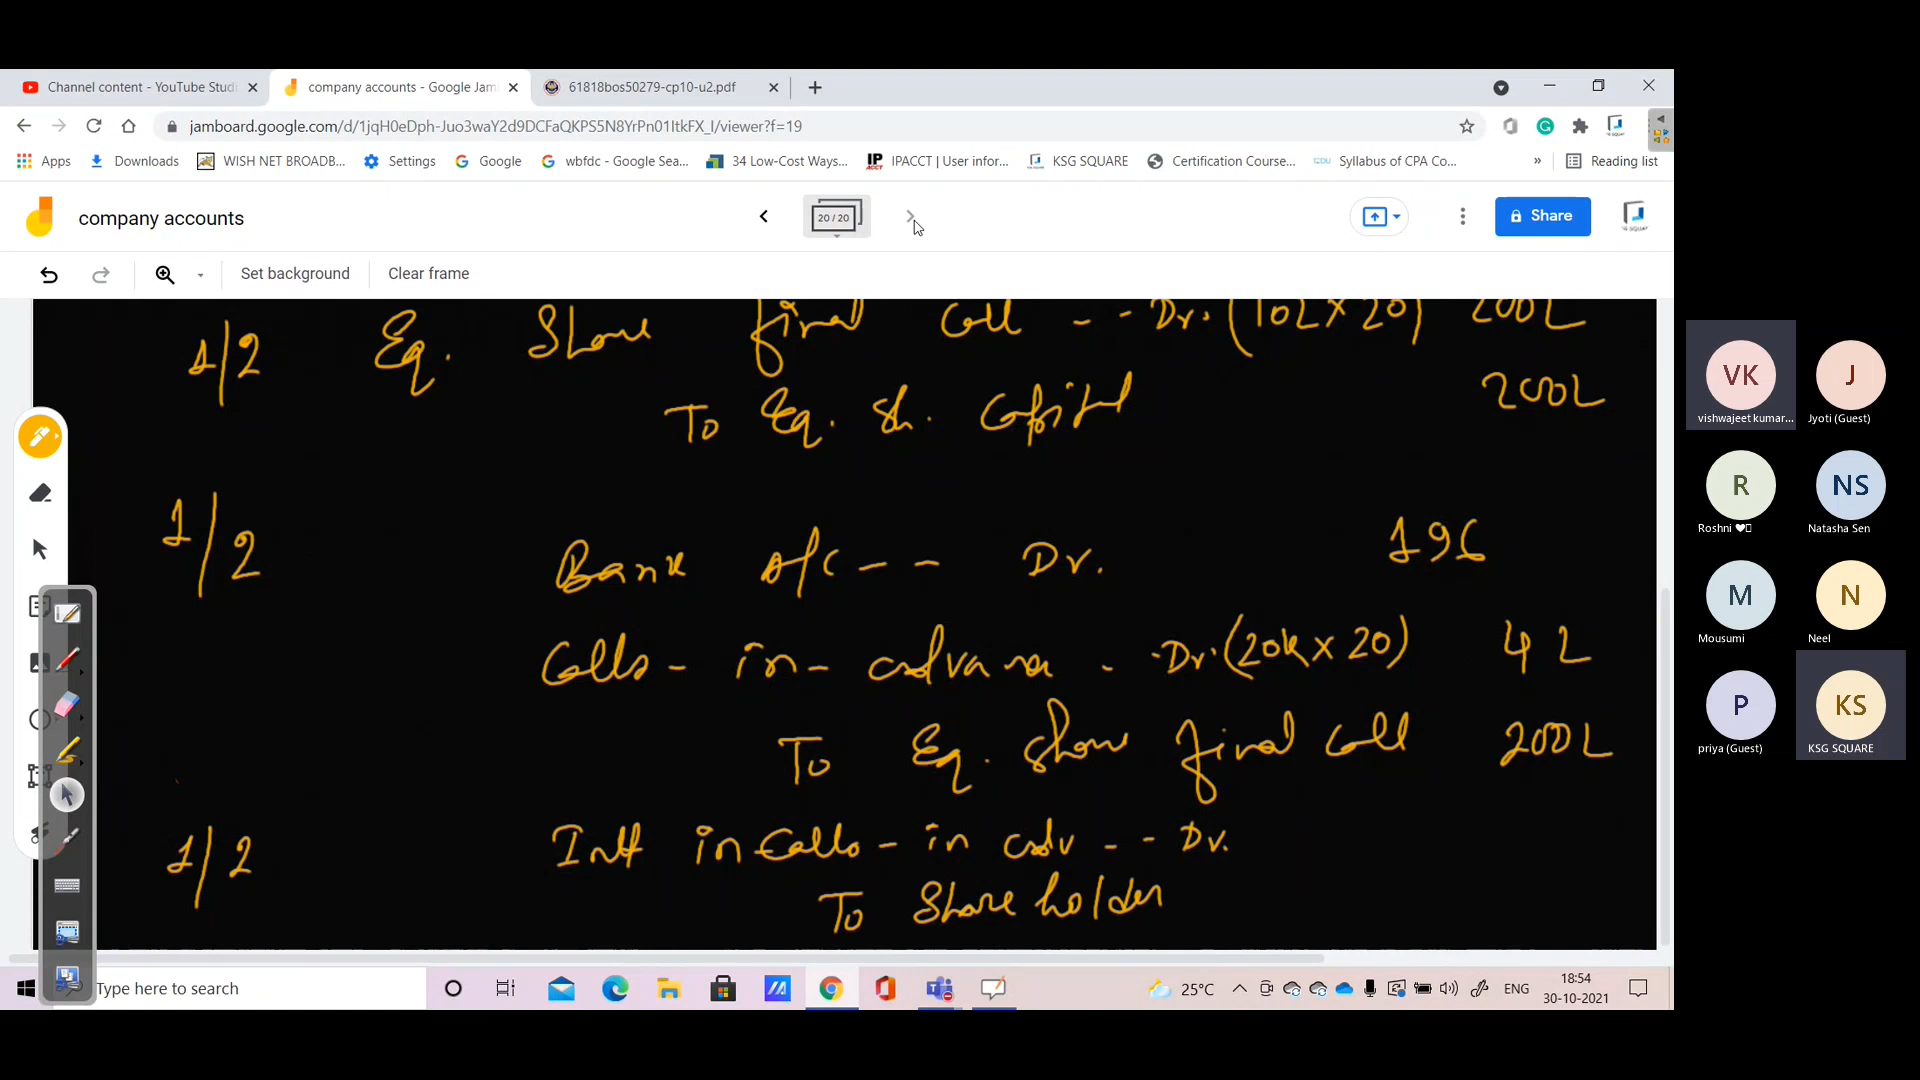 Channel content - YouTube Studi
company accounts - Google Jam
61818bos50279-cp10-u2.pdf
jamboard.google.com/d/1jqH0eDph-Juo3waY2d9DCFaQKPS5N8YrPn01ItkFX_I/viewer?f=19
Apps Downloads WISH NET BROADB... Settings Google wbfdc - Google Sea... 34 Low-Cost Ways... IPACCT | User infor... KSG SQUARE Certification Course... Syllabus of CPA Co... » Reading list
company accounts
20 / 20
Share
Set background Clear frame
1/2 Eq. Share final Call - - Dr. (10L X 20) 200L
To Eq. Sh. Capital 200L
1/2 Bank A/C - - Dr. 196
Calls - in - advance - - Dr. (20k X 20) 4 L
To Eq. Share final call 200L
1/2 Intt in Calls - in adv - - Dr.
To Share holder
VK
vishwajeet kumar...
J
Jyoti (Guest)
R
Roshni
NS
Natasha Sen
M
Mousumi
N
Neel
P
priya (Guest)
KS
KSG SQUARE
Type here to search
25°C
ENG
18:54
30-10-2021